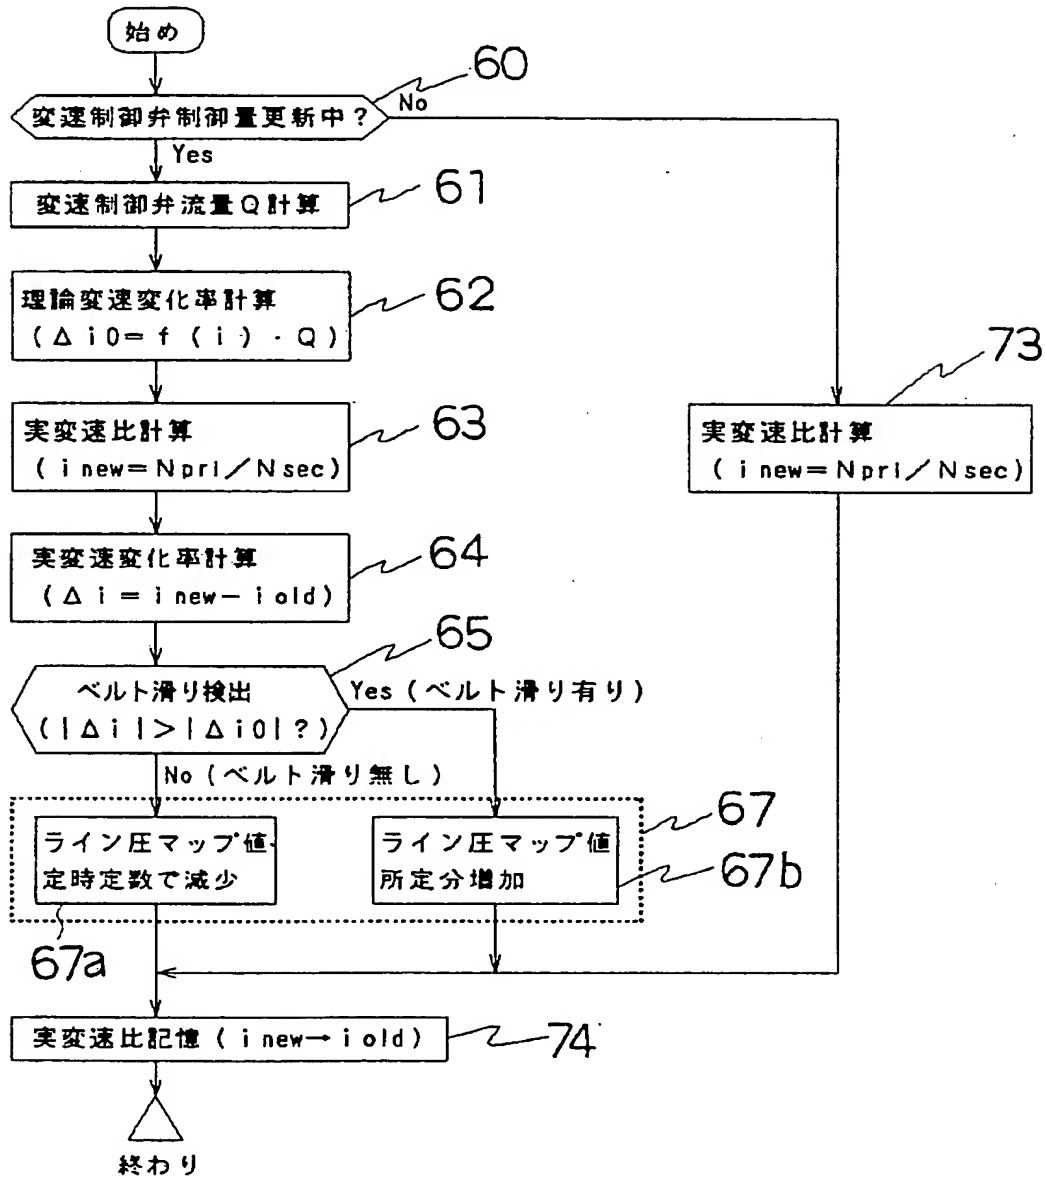 始め
60
変速制御弁制御量更新中？
No
Yes
変速制御弁流量Q計算
61
理論変速変化率計算
(Δi0=f(i)・Q)
62
実変速比計算
(inew=Npri／Nsec)
63
実変速比計算
(inew=Npri／Nsec)
73
実変速変化率計算
(Δi=inew－iold)
64
65
ベルト滑り検出
(|Δi|>|Δi0|?)
Yes(ベルト滑り有り)
No(ベルト滑り無し)
67
ライン圧マップ値、
定時定数で減少
ライン圧マップ値
所定分増加
67b
67a
実変速比記憶(inew→iold)
74
終わり